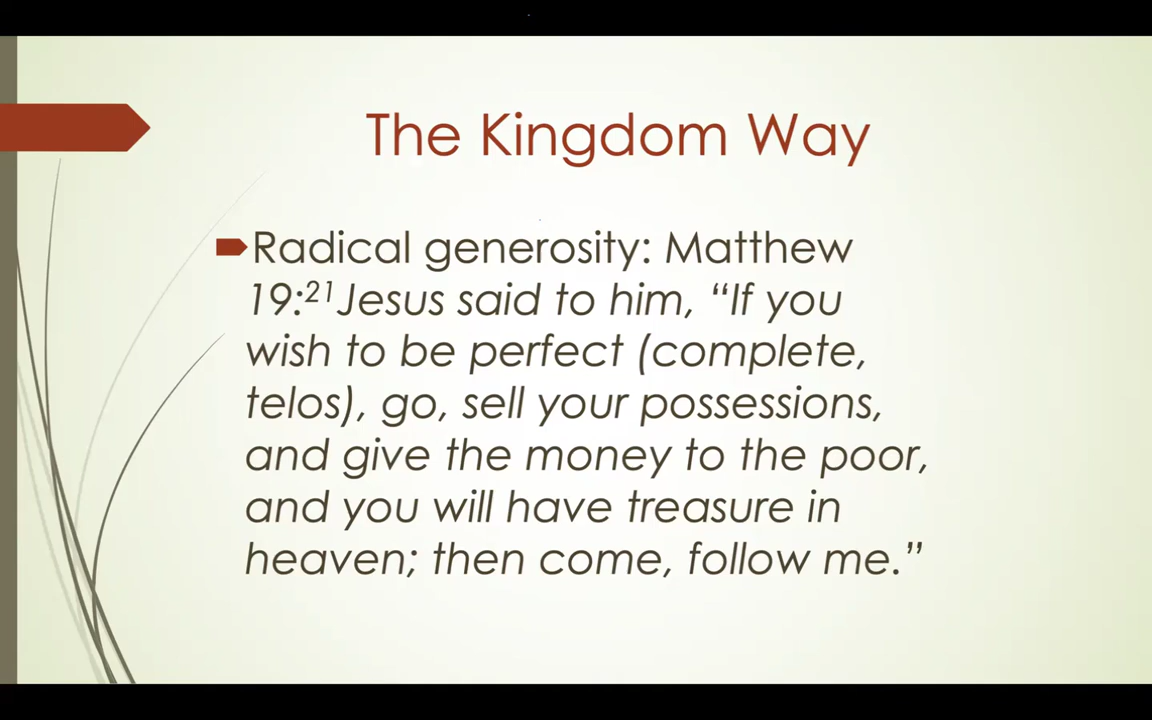 The Kingdom Way
Radical generosity: Matthew
19:²¹Jesus said to him, “If you
wish to be perfect (complete,
telos), go, sell your possessions,
and give the money to the poor,
and you will have treasure in
heaven; then come, follow me.”